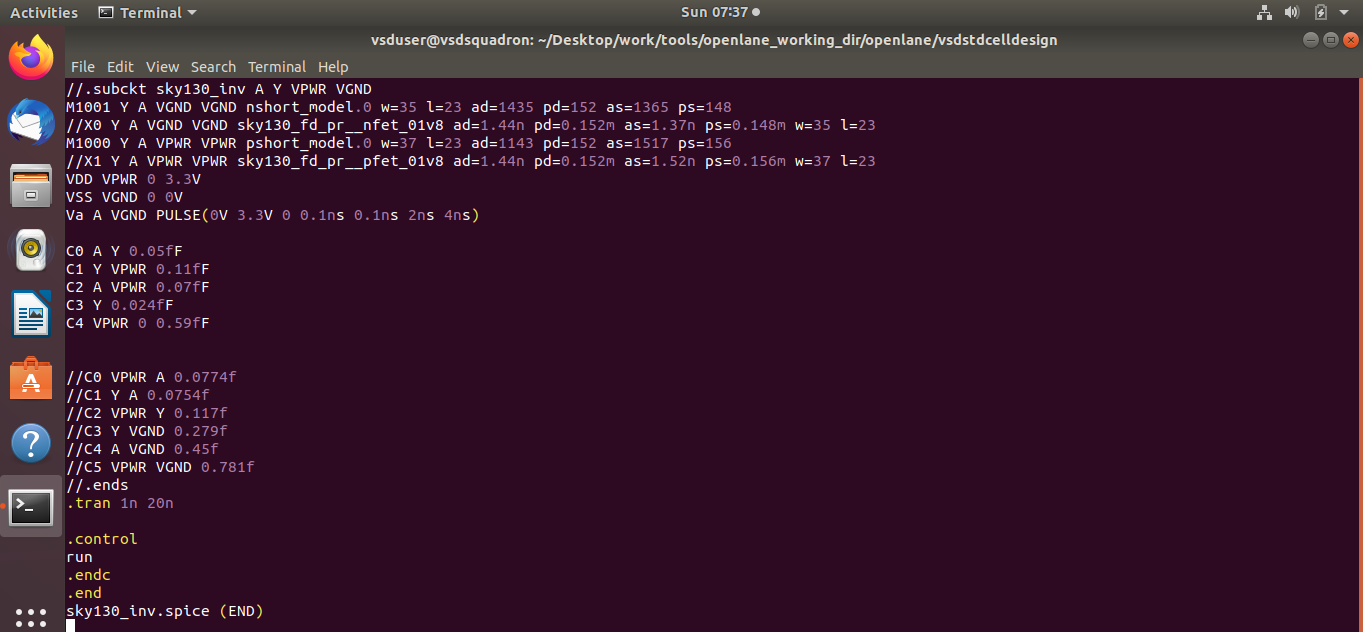 Activities
Terminal
Sun 07:37
vsduser@vsdsquadron: ~/Desktop/work/tools/openlane_working_dir/openlane/vsdstdcelldesign
File Edit View Search Terminal Help
//.subckt sky130_inv A Y VPWR VGND
M1001 Y A VGND VGND nshort_model.0 w=35 l=23 ad=1435 pd=152 as=1365 ps=148
//X0 Y A VGND VGND sky130_fd_pr__nfet_01v8 ad=1.44n pd=0.152m as=1.37n ps=0.148m w=35 l=23
M1000 Y A VPWR VPWR pshort_model.0 w=37 l=23 ad=1143 pd=152 as=1517 ps=156
//X1 Y A VPWR VPWR sky130_fd_pr__pfet_01v8 ad=1.44n pd=0.152m as=1.52n ps=0.156m w=37 l=23
VDD VPWR 0 3.3V
VSS VGND 0 0V
Va A VGND PULSE(0V 3.3V 0 0.1ns 0.1ns 2ns 4ns)
C0 A Y 0.05fF
C1 Y VPWR 0.11fF
C2 A VPWR 0.07fF
C3 Y 0.024fF
C4 VPWR 0 0.59fF
//C0 VPWR A 0.0774f
//C1 Y A 0.0754f
//C2 VPWR Y 0.117f
//C3 Y VGND 0.279f
//C4 A VGND 0.45f
//C5 VPWR VGND 0.781f
//.ends
.tran 1n 20n
.control
run
.endc
.end
sky130_inv.spice (END)